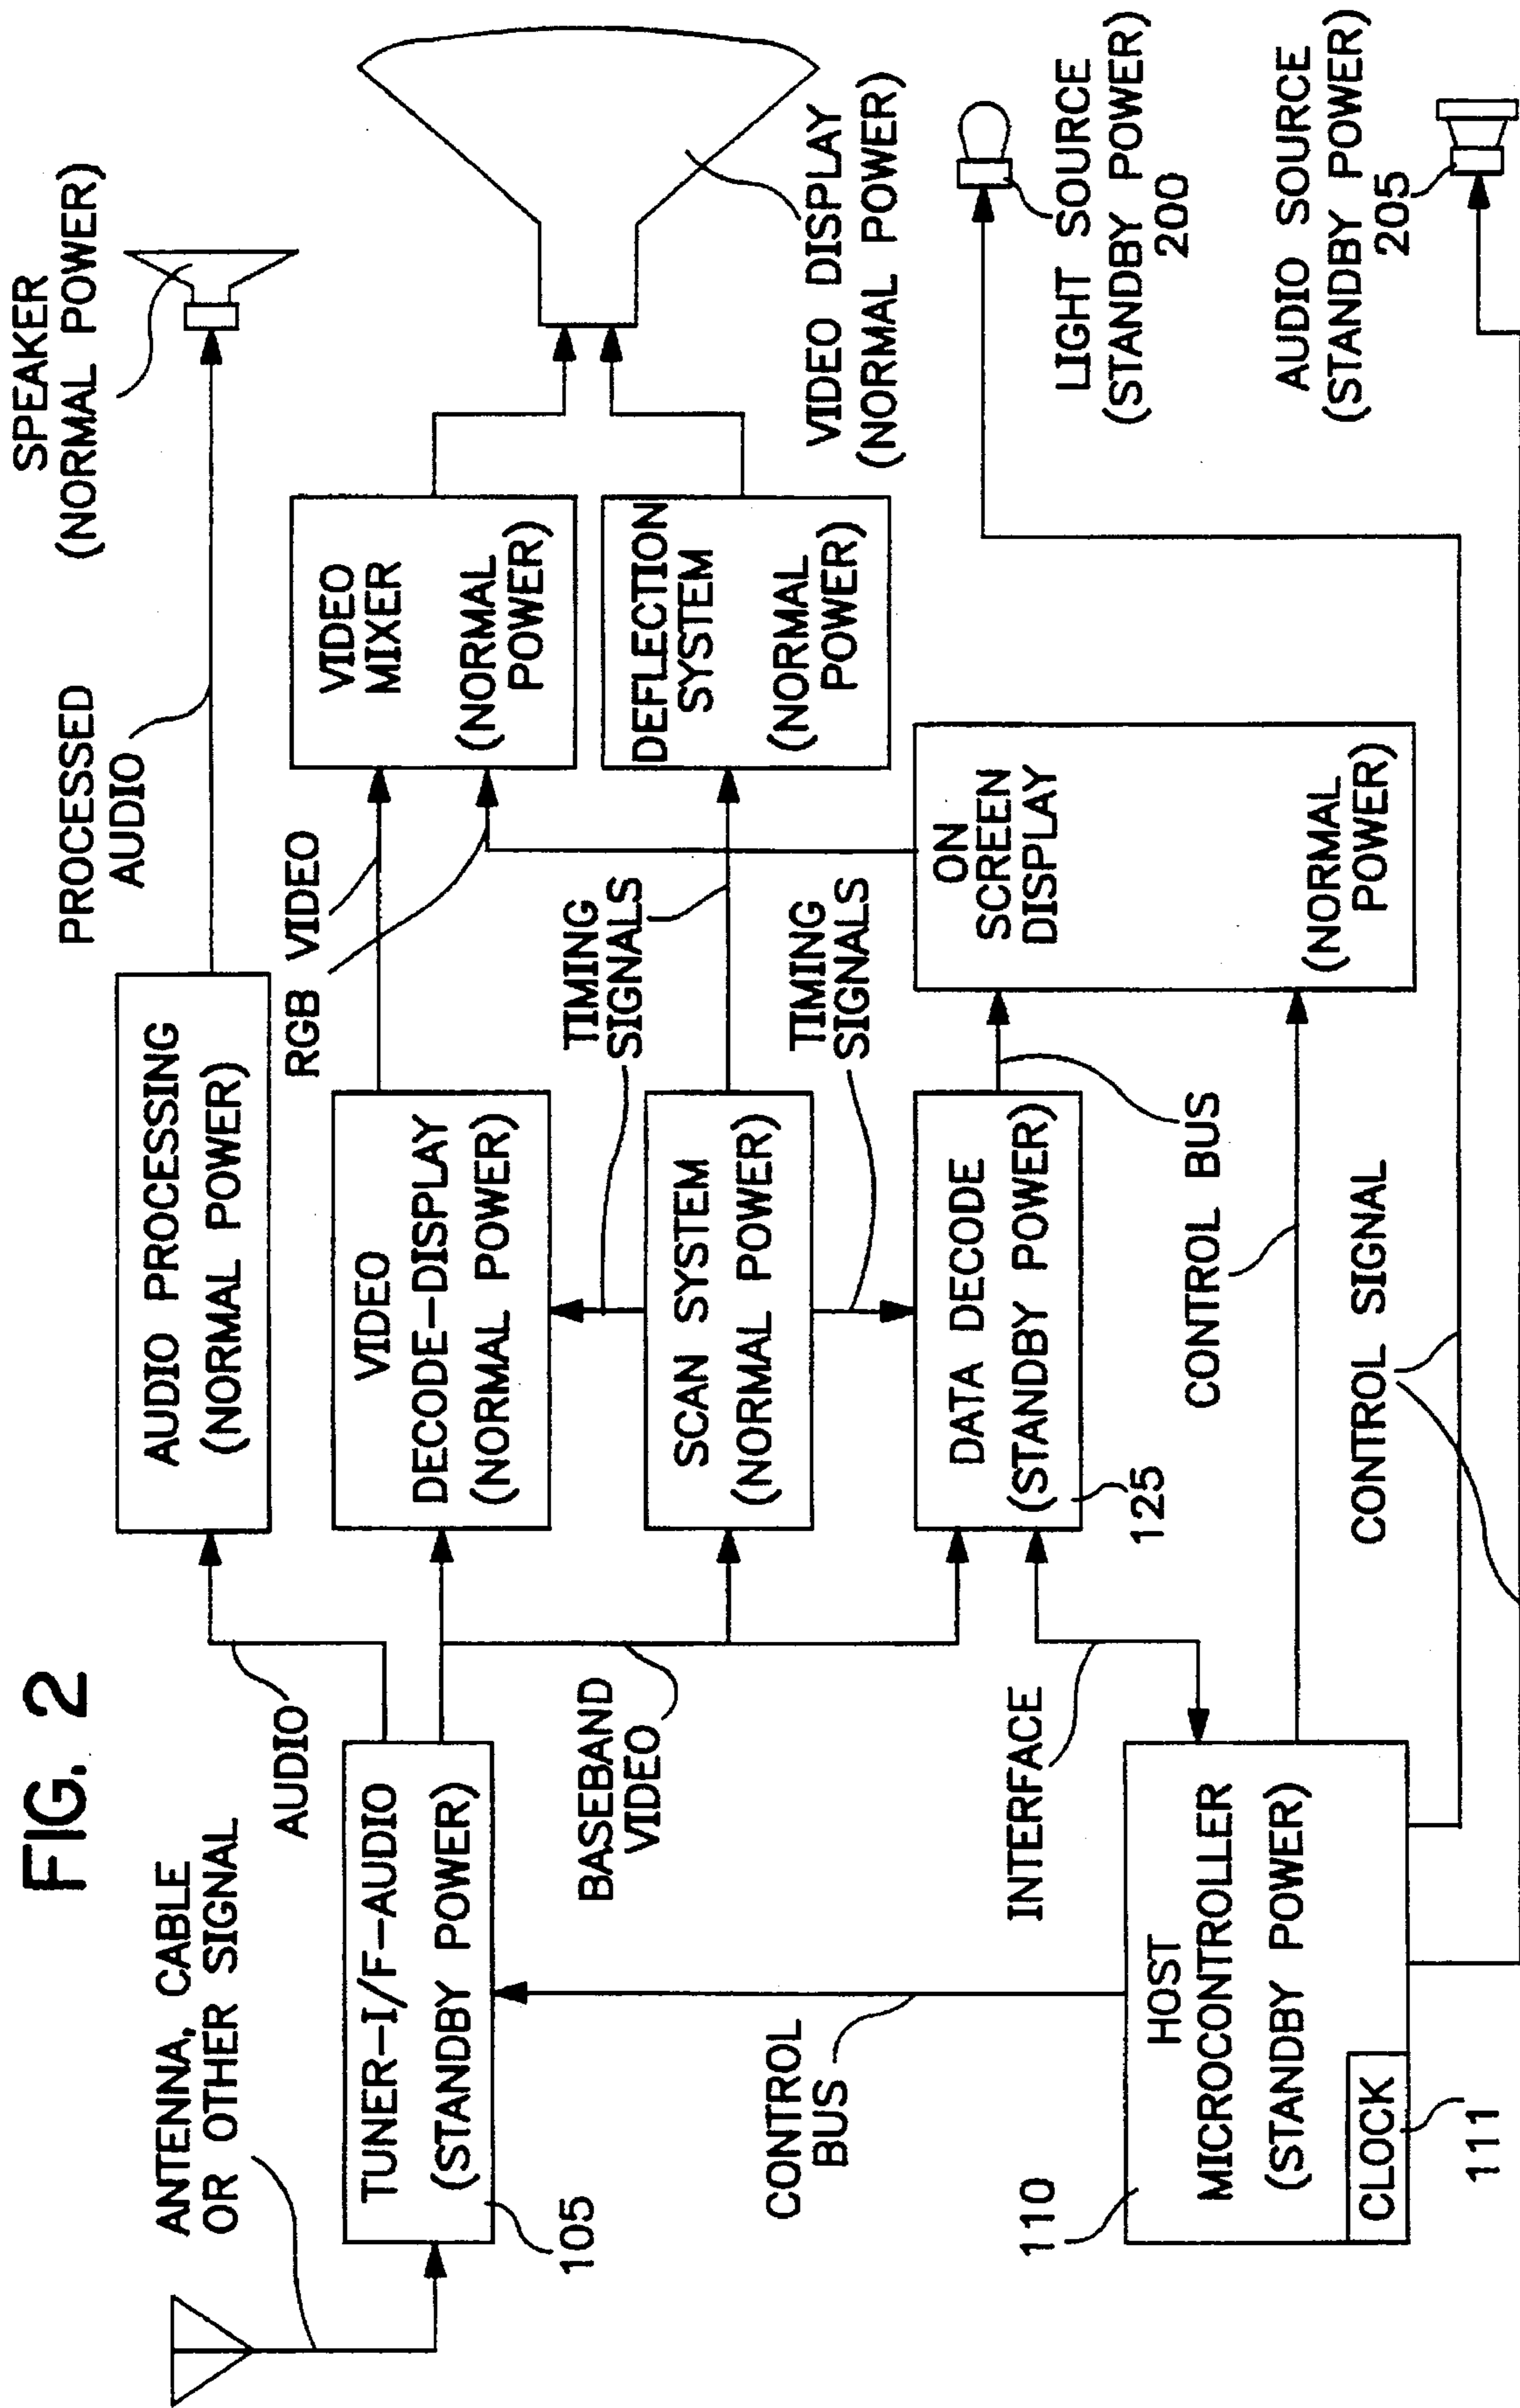 FIG. 2
ANTENNA, CABLE
OR OTHER SIGNAL
TUNER-I/F-AUDIO
(STANDBY POWER)
105
AUDIO
BASEBAND
VIDEO
CONTROL
BUS
INTERFACE
110
HOST
MICROCONTROLLER
(STANDBY POWER)
CLOCK
111
AUDIO PROCESSING
(NORMAL POWER)
PROCESSED
AUDIO
SPEAKER
(NORMAL POWER)
VIDEO
DECODE-DISPLAY
(NORMAL POWER)
RGB VIDEO
TIMING
SIGNALS
SCAN SYSTEM
(NORMAL POWER)
TIMING
SIGNALS
DATA DECODE
(STANDBY POWER)
125
CONTROL BUS
CONTROL SIGNAL
VIDEO
MIXER
(NORMAL
POWER)
DEFLECTION
SYSTEM
(NORMAL
POWER)
ON
SCREEN
DISPLAY
(NORMAL
POWER)
VIDEO DISPLAY
(NORMAL POWER)
LIGHT SOURCE
(STANDBY POWER)
200
AUDIO SOURCE
(STANDBY POWER)
205